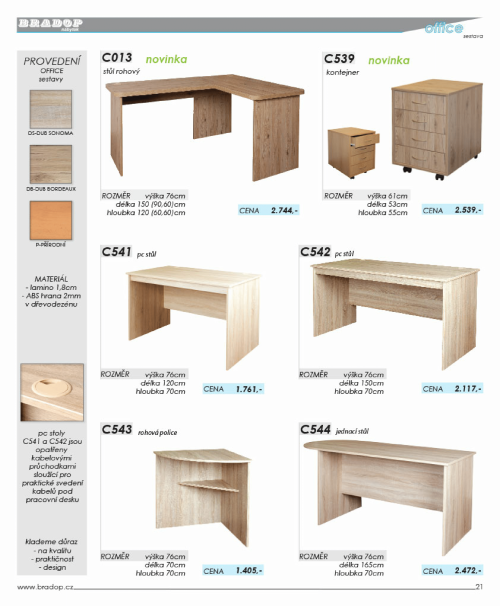 BRADOP
nábytek
office
sestava
PROVEDENÍ
OFFICE
sestavy
DS-DUB SONOMA
DB-DUB BORDEAUX
P-PŘÍRODNÍ
MATERIÁL
- lamino 1,8cm
- ABS hrana 2mm
v dřevodezénu
pc stoly
C541 a C542 jsou
opatřeny
kabelovými
průchodkami
sloužící pro
praktické svedení
kabelů pod
pracovní desku
klademe důraz
- na kvalitu
- praktičnost
- design
C013 novinka
stůl rohový
ROZMĚR výška 76cm
délka 150 (90,60)cm
hloubka 120 (60,60)cm
CENA 2.744,-
C539 novinka
kontejner
ROZMĚR výška 61cm
délka 53cm
hloubka 55cm
CENA 2.539,-
C541 pc stůl
ROZMĚR výška 76cm
délka 120cm
hloubka 70cm
CENA 1.761,-
C542 pc stůl
ROZMĚR výška 76cm
délka 150cm
hloubka 70cm
CENA 2.117,-
C543 rohová police
ROZMĚR výška 76cm
délka 70cm
hloubka 70cm
CENA 1.405,-
C544 jednací stůl
ROZMĚR výška 76cm
délka 165cm
hloubka 70cm
CENA 2.472,-
www.bradop.cz
21